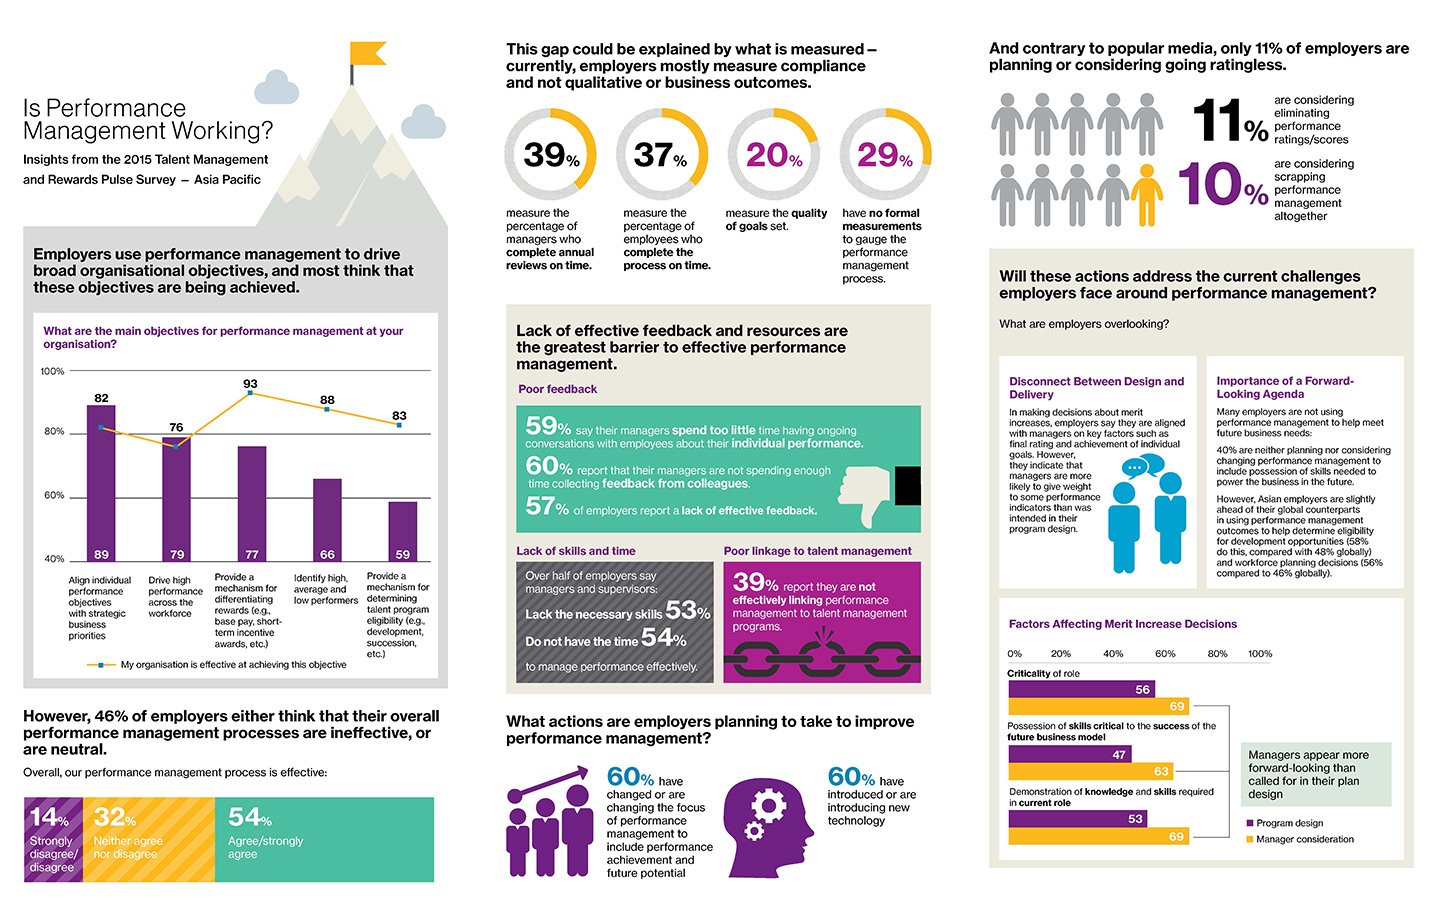 Is Performance
Management Working?
Insights from the 2015 Talent Management
and Rewards Pulse Survey – Asia Pacific
Employers use performance management to drive
broad organisational objectives, and most think that
these objectives are being achieved.
What are the main objectives for performance management at your
organisation?
100%
80%
60%
40%
82
76
93
88
83
89
79
77
66
59
Align individual
performance
objectives
with strategic
business
priorities
Drive high
performance
across the
workforce
Provide a
mechanism for
differentiating
rewards (e.g.,
base pay, short-
term incentive
awards, etc.)
Identify high,
average and
low performers
Provide a
mechanism for
determining
talent program
eligibility (e.g.,
development,
succession,
etc.)
My organisation is effective at achieving this objective
However, 46% of employers either think that their overall
performance management processes are ineffective, or
are neutral.
Overall, our performance management process is effective:
14%
Strongly
disagree/
disagree
32%
Neither agree
nor disagree
54%
Agree/strongly
agree
This gap could be explained by what is measured –
currently, employers mostly measure compliance
and not qualitative or business outcomes.
39%
measure the
percentage of
managers who
complete annual
reviews on time.
37%
measure the
percentage of
employees who
complete the
process on time.
20%
measure the quality
of goals set.
29%
have no formal
measurements
to gauge the
performance
management
process.
Lack of effective feedback and resources are
the greatest barrier to effective performance
management.
Poor feedback
59% say their managers spend too little time having ongoing
conversations with employees about their individual performance.
60% report that their managers are not spending enough
time collecting feedback from colleagues.
57% of employers report a lack of effective feedback.
Lack of skills and time
Over half of employers say
managers and supervisors:
Lack the necessary skills 53%
Do not have the time 54%
to manage performance effectively.
Poor linkage to talent management
39% report they are not
effectively linking performance
management to talent management
programs.
What actions are employers planning to take to improve
performance management?
60% have
changed or are
changing the focus
of performance
management to
include performance
achievement and
future potential
60% have
introduced or are
introducing new
technology
And contrary to popular media, only 11% of employers are
planning or considering going ratingless.
11%
are considering
eliminating
performance
ratings/scores
10%
are considering
scrapping
performance
management
altogether
Will these actions address the current challenges
employers face around performance management?
What are employers overlooking?
Disconnect Between Design and
Delivery
In making decisions about merit
increases, employers say they are aligned
with managers on key factors such as
final rating and achievement of individual
goals. However,
they indicate that
managers are more
likely to give weight
to some performance
indicators than was
intended in their
program design.
Importance of a Forward-
Looking Agenda
Many employers are not using
performance management to help meet
future business needs:
40% are neither planning nor considering
changing performance management to
include possession of skills needed to
power the business in the future.
However, Asian employers are slightly
ahead of their global counterparts
in using performance management
outcomes to help determine eligibility
for development opportunities (58%
do this, compared with 48% globally)
and workforce planning decisions (56%
compared to 46% globally).
Factors Affecting Merit Increase Decisions
0% 20% 40% 60% 80% 100%
Criticality of role
56
69
Possession of skills critical to the success of the
future business model
47
63
Demonstration of knowledge and skills required
in current role
53
69
Managers appear more
forward-looking than
called for in their plan
design
Program design
Manager consideration